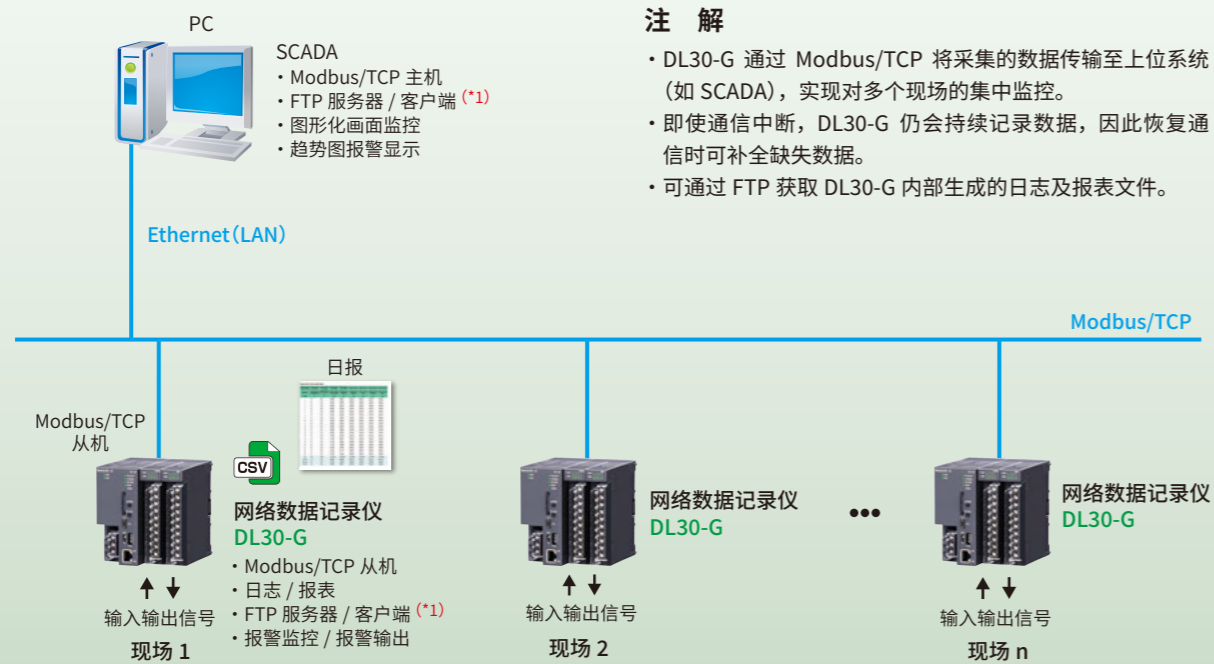 PC
SCADA
・Modbus/TCP 主机
・FTP 服务器 / 客户端 (*1)
・图形化画面监控
・趋势图报警显示
注 解
・DL30-G 通过 Modbus/TCP 将采集的数据传输至上位系统
（如 SCADA），实现对多个现场的集中监控。
・即使通信中断，DL30-G 仍会持续记录数据，因此恢复通
信时可补全缺失数据。
・可通过 FTP 获取 DL30-G 内部生成的日志及报表文件。
Ethernet（LAN）
Modbus/TCP
日报
Modbus/TCP
从机
CSV
网络数据记录仪
DL30-G
・Modbus/TCP 从机
・日志 / 报表
・FTP 服务器 / 客户端 (*1)
・报警监控 / 报警输出
输入输出信号
现场 1
网络数据记录仪
DL30-G
输入输出信号
现场 2
•••
网络数据记录仪
DL30-G
输入输出信号
现场 n